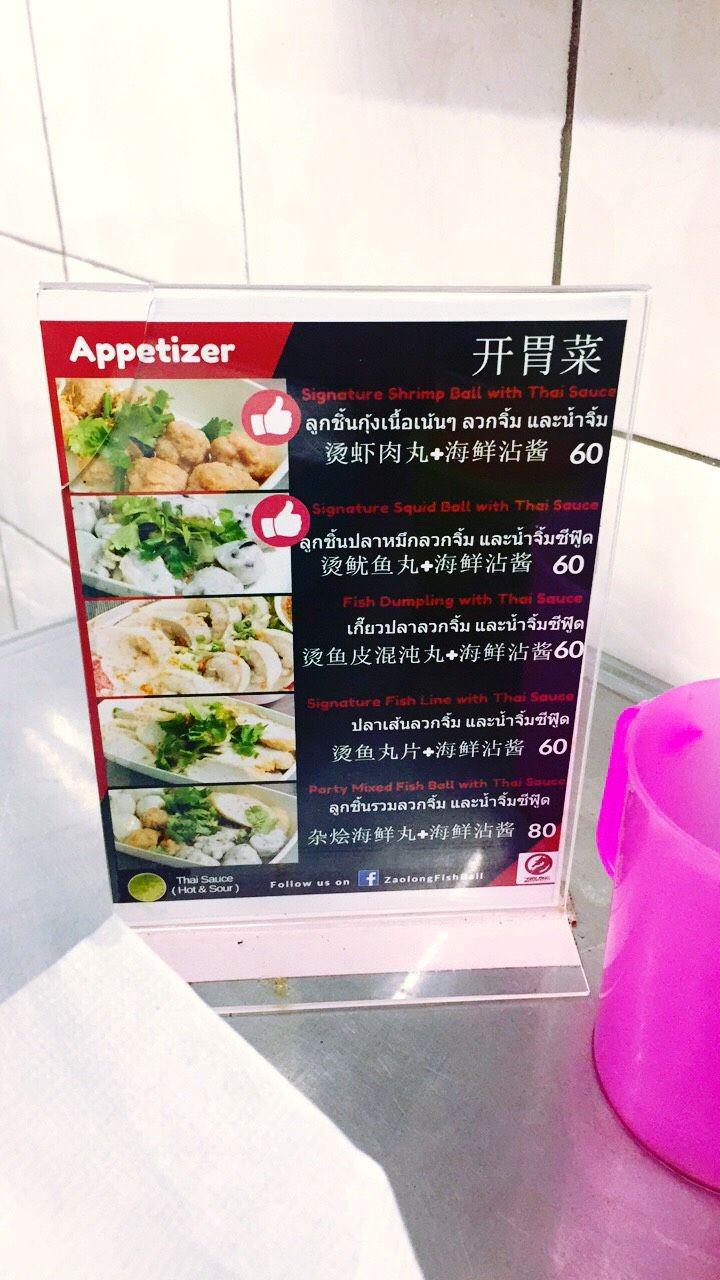 Appetizer
开胃菜
Signature Shrimp Ball with Thai Sauce
ลูกชิ้นกุ้งเนื้อเน้นๆ ลวกจิ้ม และน้ำจิ้ม
烫虾肉丸+海鲜沾酱 60
Signature Squid Ball with Thai Sauce
ลูกชิ้นปลาหมึกลวกจิ้ม และน้ำจิ้มซีฟู๊ด
烫鱿鱼丸+海鲜沾酱 60
Fish Dumpling with Thai Sauce
เกี๊ยวปลาลวกจิ้ม และน้ำจิ้มซีฟู๊ด
烫鱼皮混沌丸+海鲜沾酱60
Signature Fish Line with Thai Sauce
ปลาเส้นลวกจิ้ม และน้ำจิ้มซีฟู๊ด
烫鱼丸片+海鲜沾酱 60
Party Mixed Fish Ball with Thai Sauce
ลูกชิ้นรวมลวกจิ้ม และน้ำจิ้มซีฟู๊ด
杂烩海鲜丸+海鲜沾酱 80
Thai Sauce
( Hot & Sour )
Follow us on f ZaolongFishBall